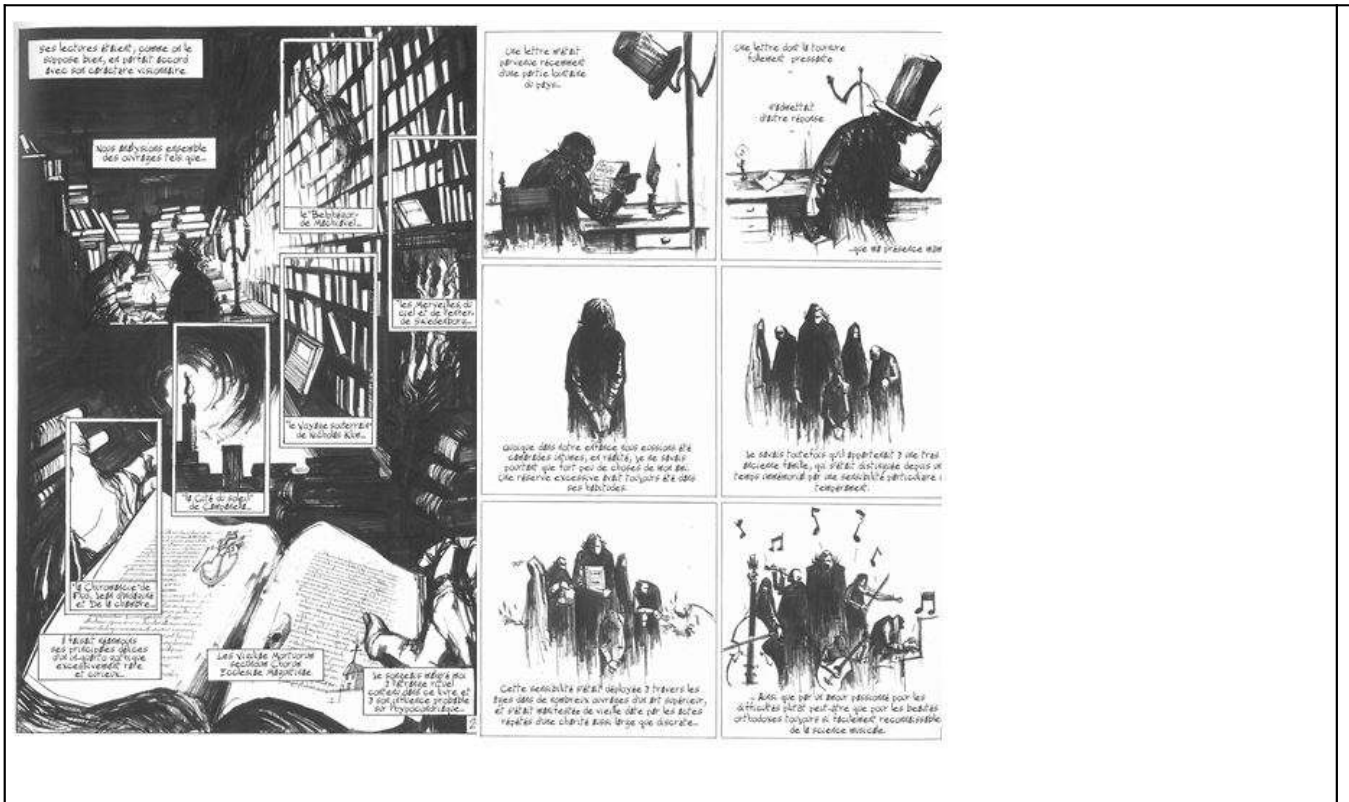 Ses lectures étaient, comme on le
suppose bien, en parfait accord
avec son caractère visionnaire
Nous analysions ensemble
des ouvrages tels que...
le "Belphégor"
de Machiavel...
"les Merveilles du
ciel et de l'enfer"
de Swedenborg...
"le Voyage souterrain"
de Nicholas Klim...
"la Cité du soleil"
de Campanella...
"la Chiromancie" de
Flud, Jean d'Indaginé
et De la Chambre...
Il faisait néanmoins
ses principales délices
d'un in-quarto gothique
excessivement rare
et curieux...
Les Vigiliae Mortuorum
secundum Chorum
Ecclesiae Maguntinae
Je songeais malgré moi
à l'étrange rituel
contenu dans ce livre et
à son influence probable
sur l'hypocondriaque...
2
Une lettre m'était
parvenue récemment
d'une partie lointaine
du pays...
Une lettre dont la tournure
follement pressante
n'admettait
d'autre réponse
...que ma présence
Quoique dans notre enfance nous eussions été
camarades intimes, en réalité, je ne savais
pourtant que fort peu de choses de mon ami.
Une réserve excessive avait toujours été dans
ses habitudes.
Je savais toutefois qu'il appartenait à une très
ancienne famille, qui s'était distinguée depuis un
temps immémorial par une sensibilité particulière
tempérament.
Cette sensibilité s'était déployée à travers les
âges dans de nombreux ouvrages d'un art supérieur,
et s'était manifestée de vieille date par les actes
répétés d'une charité aussi large que discrète...
... Ainsi que par un amour passionné pour les
difficultés plutôt peut-être que pour les beautés
orthodoxes toujours si facilement reconnaissables
de la science musicale.